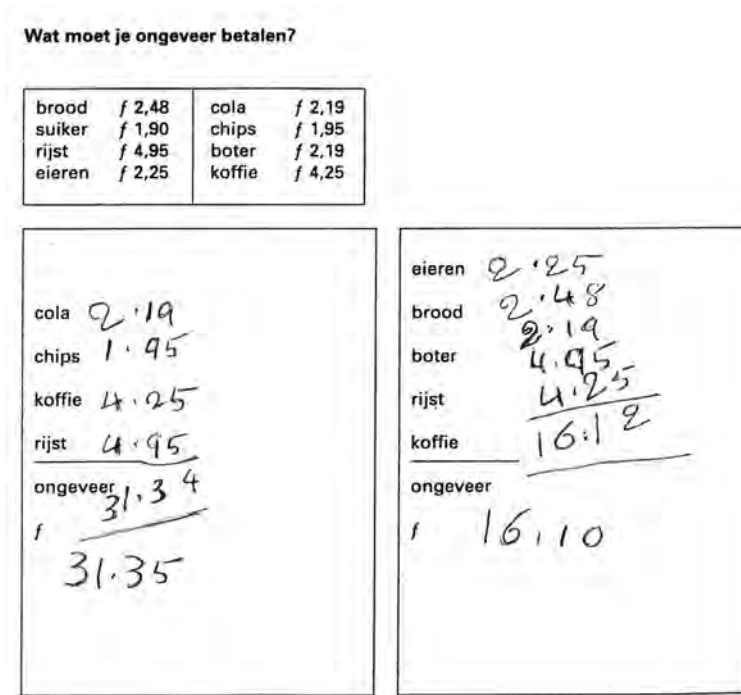 Wat moet je ongeveer betalen?
brood f 2,48 cola f 2,19
suiker f 1,90 chips f 1,95
rijst f 4,95 boter f 2,19
eieren f 2,25 koffie f 4,25
cola 2.19
chips 1.95
koffie 4.25
rijst 4.95
ongeveer 31.34
f
31.35
eieren 2.25
brood 2.48
2.19
boter 4.95
rijst 4.25
koffie 16.12
ongeveer
f 16.10